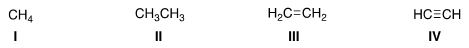 CH₄ CH₃CH₃ H₂C=CH₂ HC≡CH
I II III IV